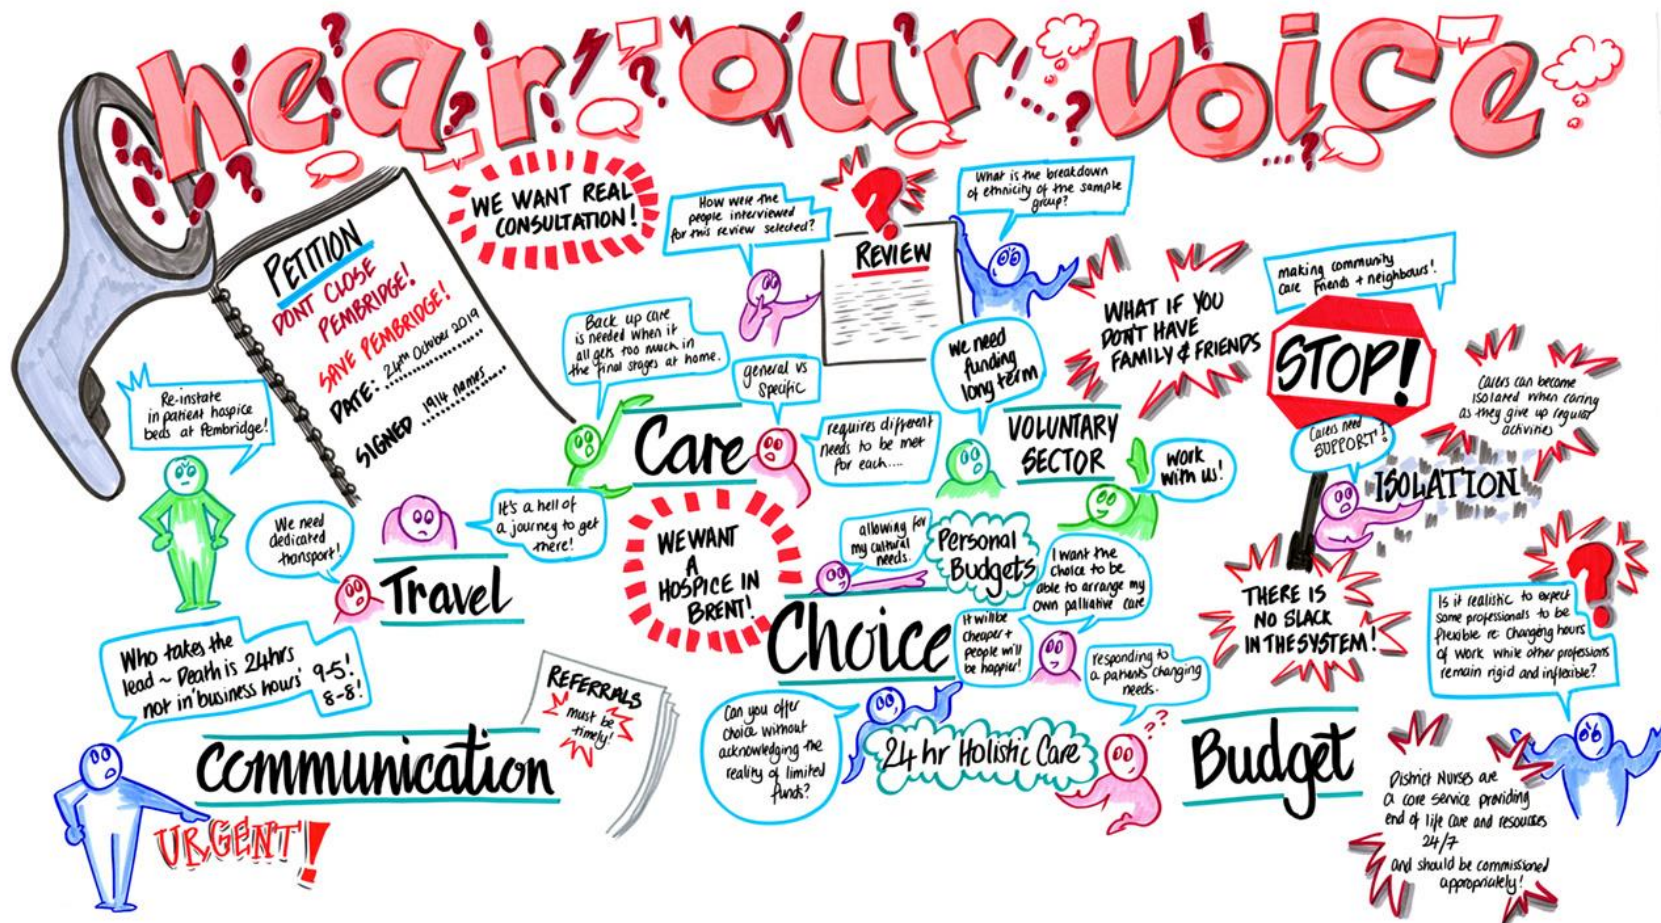 hear our voice
PETITION
DONT CLOSE
PEMBRIDGE!
SAVE PEMBRIDGE!
DATE: 24th October 2019
SIGNED 1914 names
WE WANT REAL
CONSULTATION!
How were the
people interviewed
for this review selected?
REVIEW
What is the breakdown
of ethnicity of the sample
group?
WHAT IF YOU
DON'T HAVE
FAMILY & FRIENDS
making community
care friends + neighbours!
STOP!
Carers can become
isolated when caring
as they give up regular
activities
Carers need
SUPPORT!
ISOLATION
Re-instate
in patient hospice
beds at Pembridge!
Back up care
is needed when it
all gets too much in
the final stages at home.
general vs
specific
Care
requires different
needs to be met
for each....
we need
funding
long term
VOLUNTARY
SECTOR
work
with us!
We need
dedicated
transport!
It's a hell of
a journey to get
there!
Travel
WE WANT
A
HOSPICE IN
BRENT!
allowing for
my cultural
needs.
Personal
Budgets
I want the
choice to be
able to arrange my
own palliative care
Choice
It will be
cheaper +
people will
be happier!
responding to
a patients changing
needs.
Can you offer
choice without
acknowledging the
reality of limited
funds?
24 hr Holistic Care
THERE IS
NO SLACK
IN THE SYSTEM!
Is it realistic to expect
some professionals to be
flexible re: changing hours
of work while other professions
remain rigid and inflexible?
Budget
District Nurses are
a core service providing
end of life care and resources
24/7
and should be commissioned
appropriately!
Who takes the
lead ~ Death is 24hrs
not in 'business hours' 9-5!
8-8!
REFERRALS
must be
timely!
Communication
URGENT!